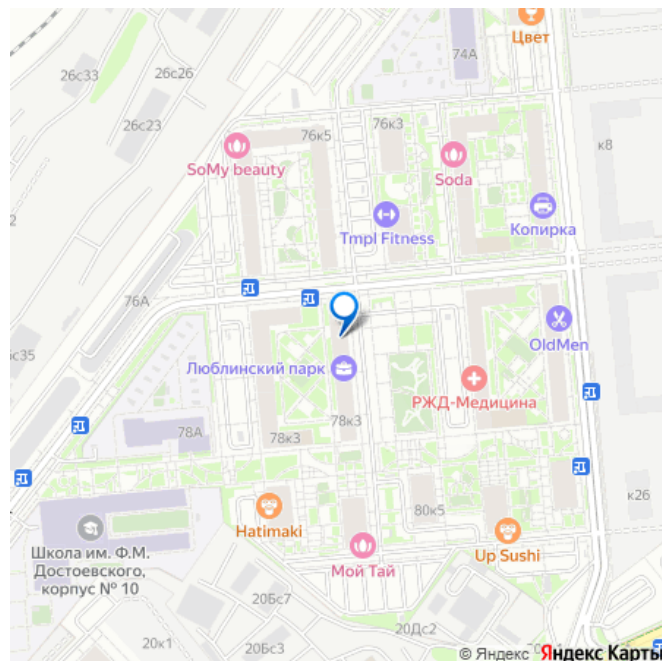 Цвет
74А
26с33
26с26
26с23
76к5
76к3
к8
SoMy beauty
Soda
Tmpl Fitness
Копирка
76А
OldMen
с35
Люблинский парк
РЖД-Медицина
78А
78к3
78к3
80к5
к26
Hatimaki
Up Sushi
Школа им. Ф.М.
Достоевского,
корпус № 10
Мой Тай
20Бс7
20к1
20Бс3
20Дс2
© Яндекс Яндекс Карты